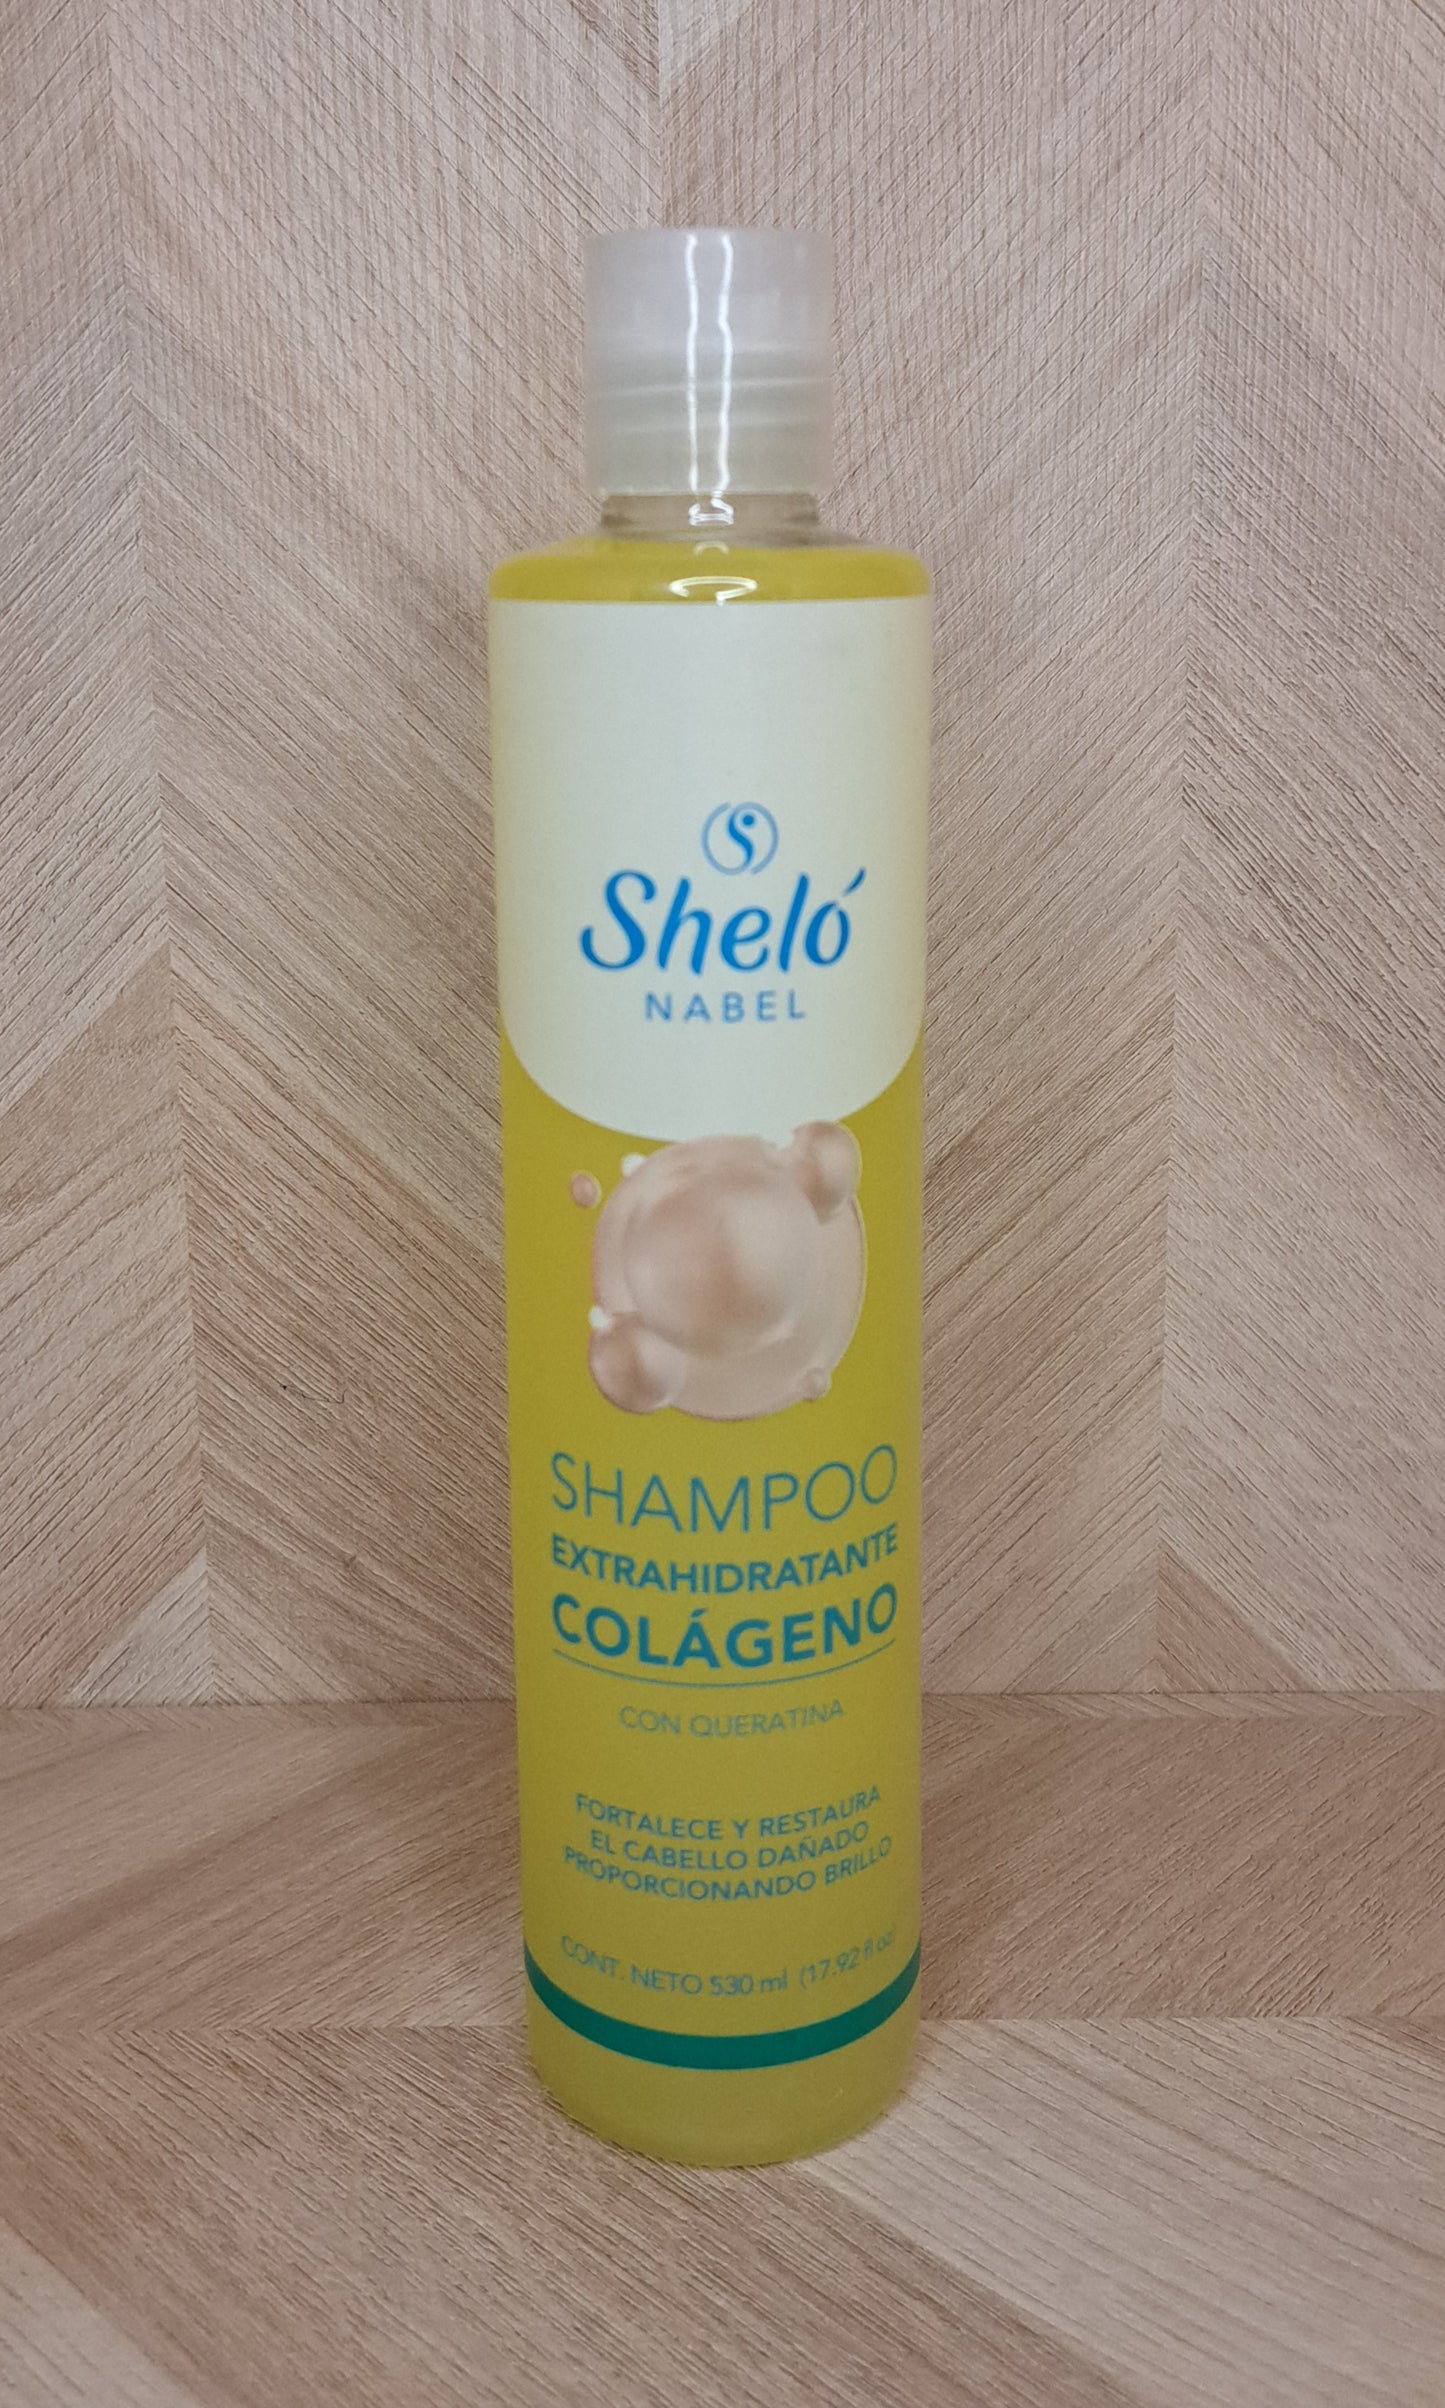 Sheló
NABEL
SHAMPOO
EXTRAHIDRATANTE
COLÁGENO
CON QUERATINA
FORTALECE Y RESTAURA
EL CABELLO DAÑADO
PROPORCIONANDO BRILLO
CONT. NETO 530 ml (17.92 fl oz)